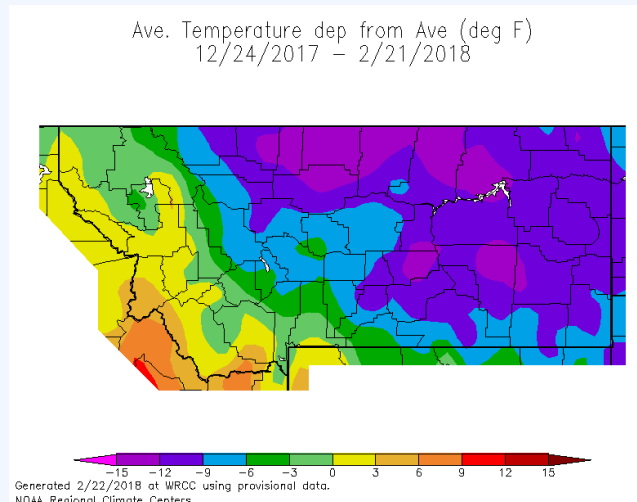 Ave. Temperature dep from Ave (deg F)
12/24/2017 – 2/21/2018
-15 -12 -9 -6 -3 0 3 6 9 12 15
Generated 2/22/2018 at WRCC using provisional data.
NOAA Regional Climate Centers